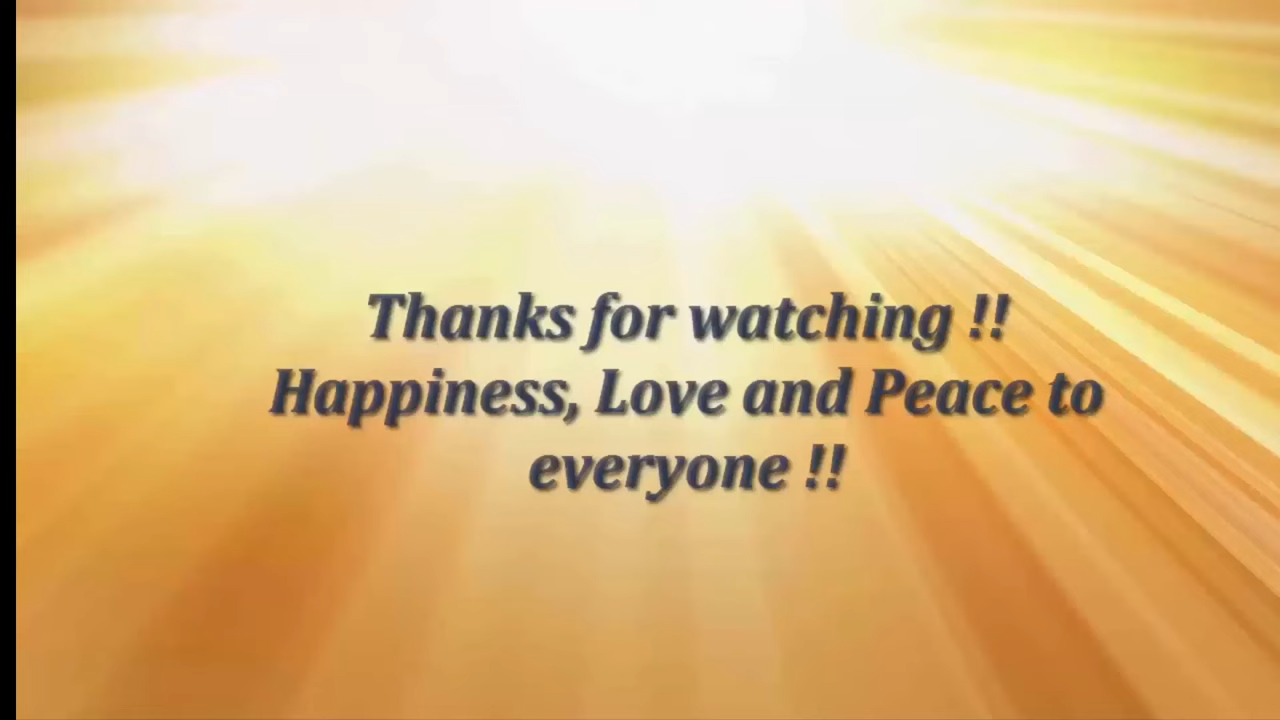 Thanks for watching !!
Happiness, Love and Peace to
everyone !!